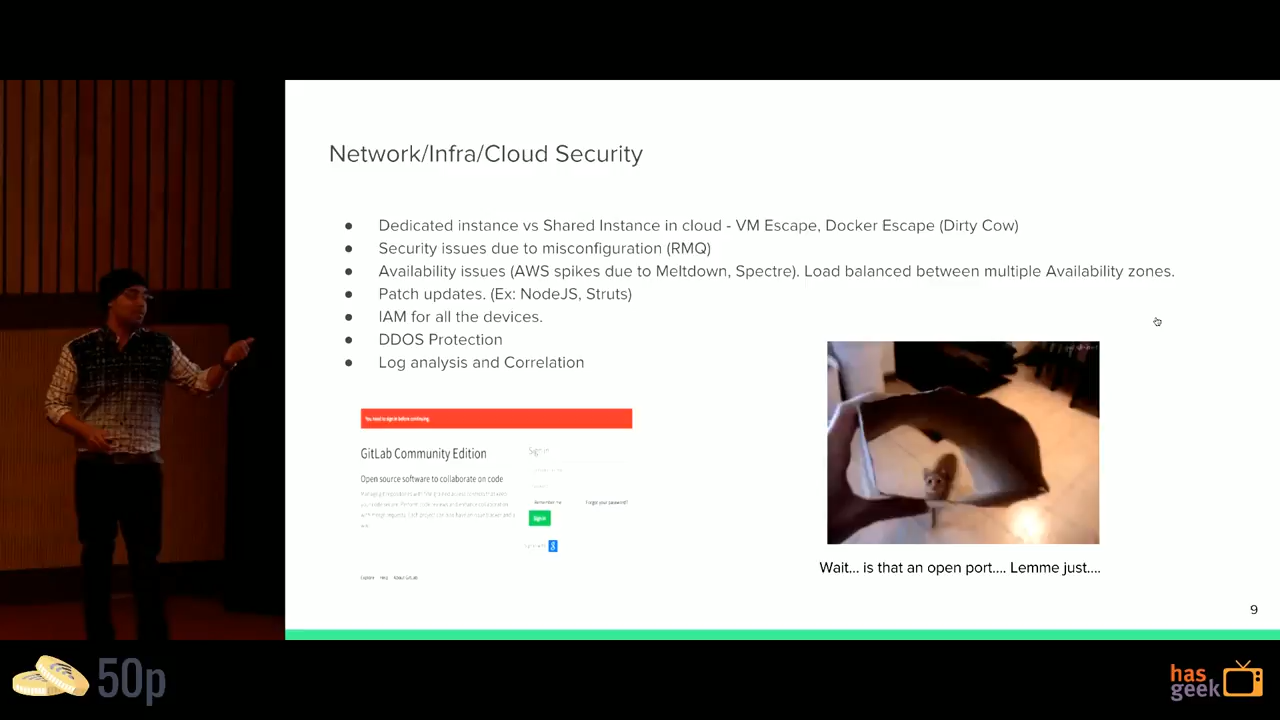 Network/Infra/Cloud Security
● Dedicated instance vs Shared Instance in cloud - VM Escape, Docker Escape (Dirty Cow)
● Security issues due to misconfiguration (RMQ)
● Availability issues (AWS spikes due to Meltdown, Spectre). Load balanced between multiple Availability zones.
● Patch updates. (Ex: NodeJS, Struts)
● IAM for all the devices.
● DDOS Protection
● Log analysis and Correlation
You need to sign in before continuing.
GitLab Community Edition
Sign in
Open source software to collaborate on code
Remember me
Forgot your password?
Sign in
Explore Help About GitLab
Wait... is that an open port.... Lemme just....
9
50p
has
geek